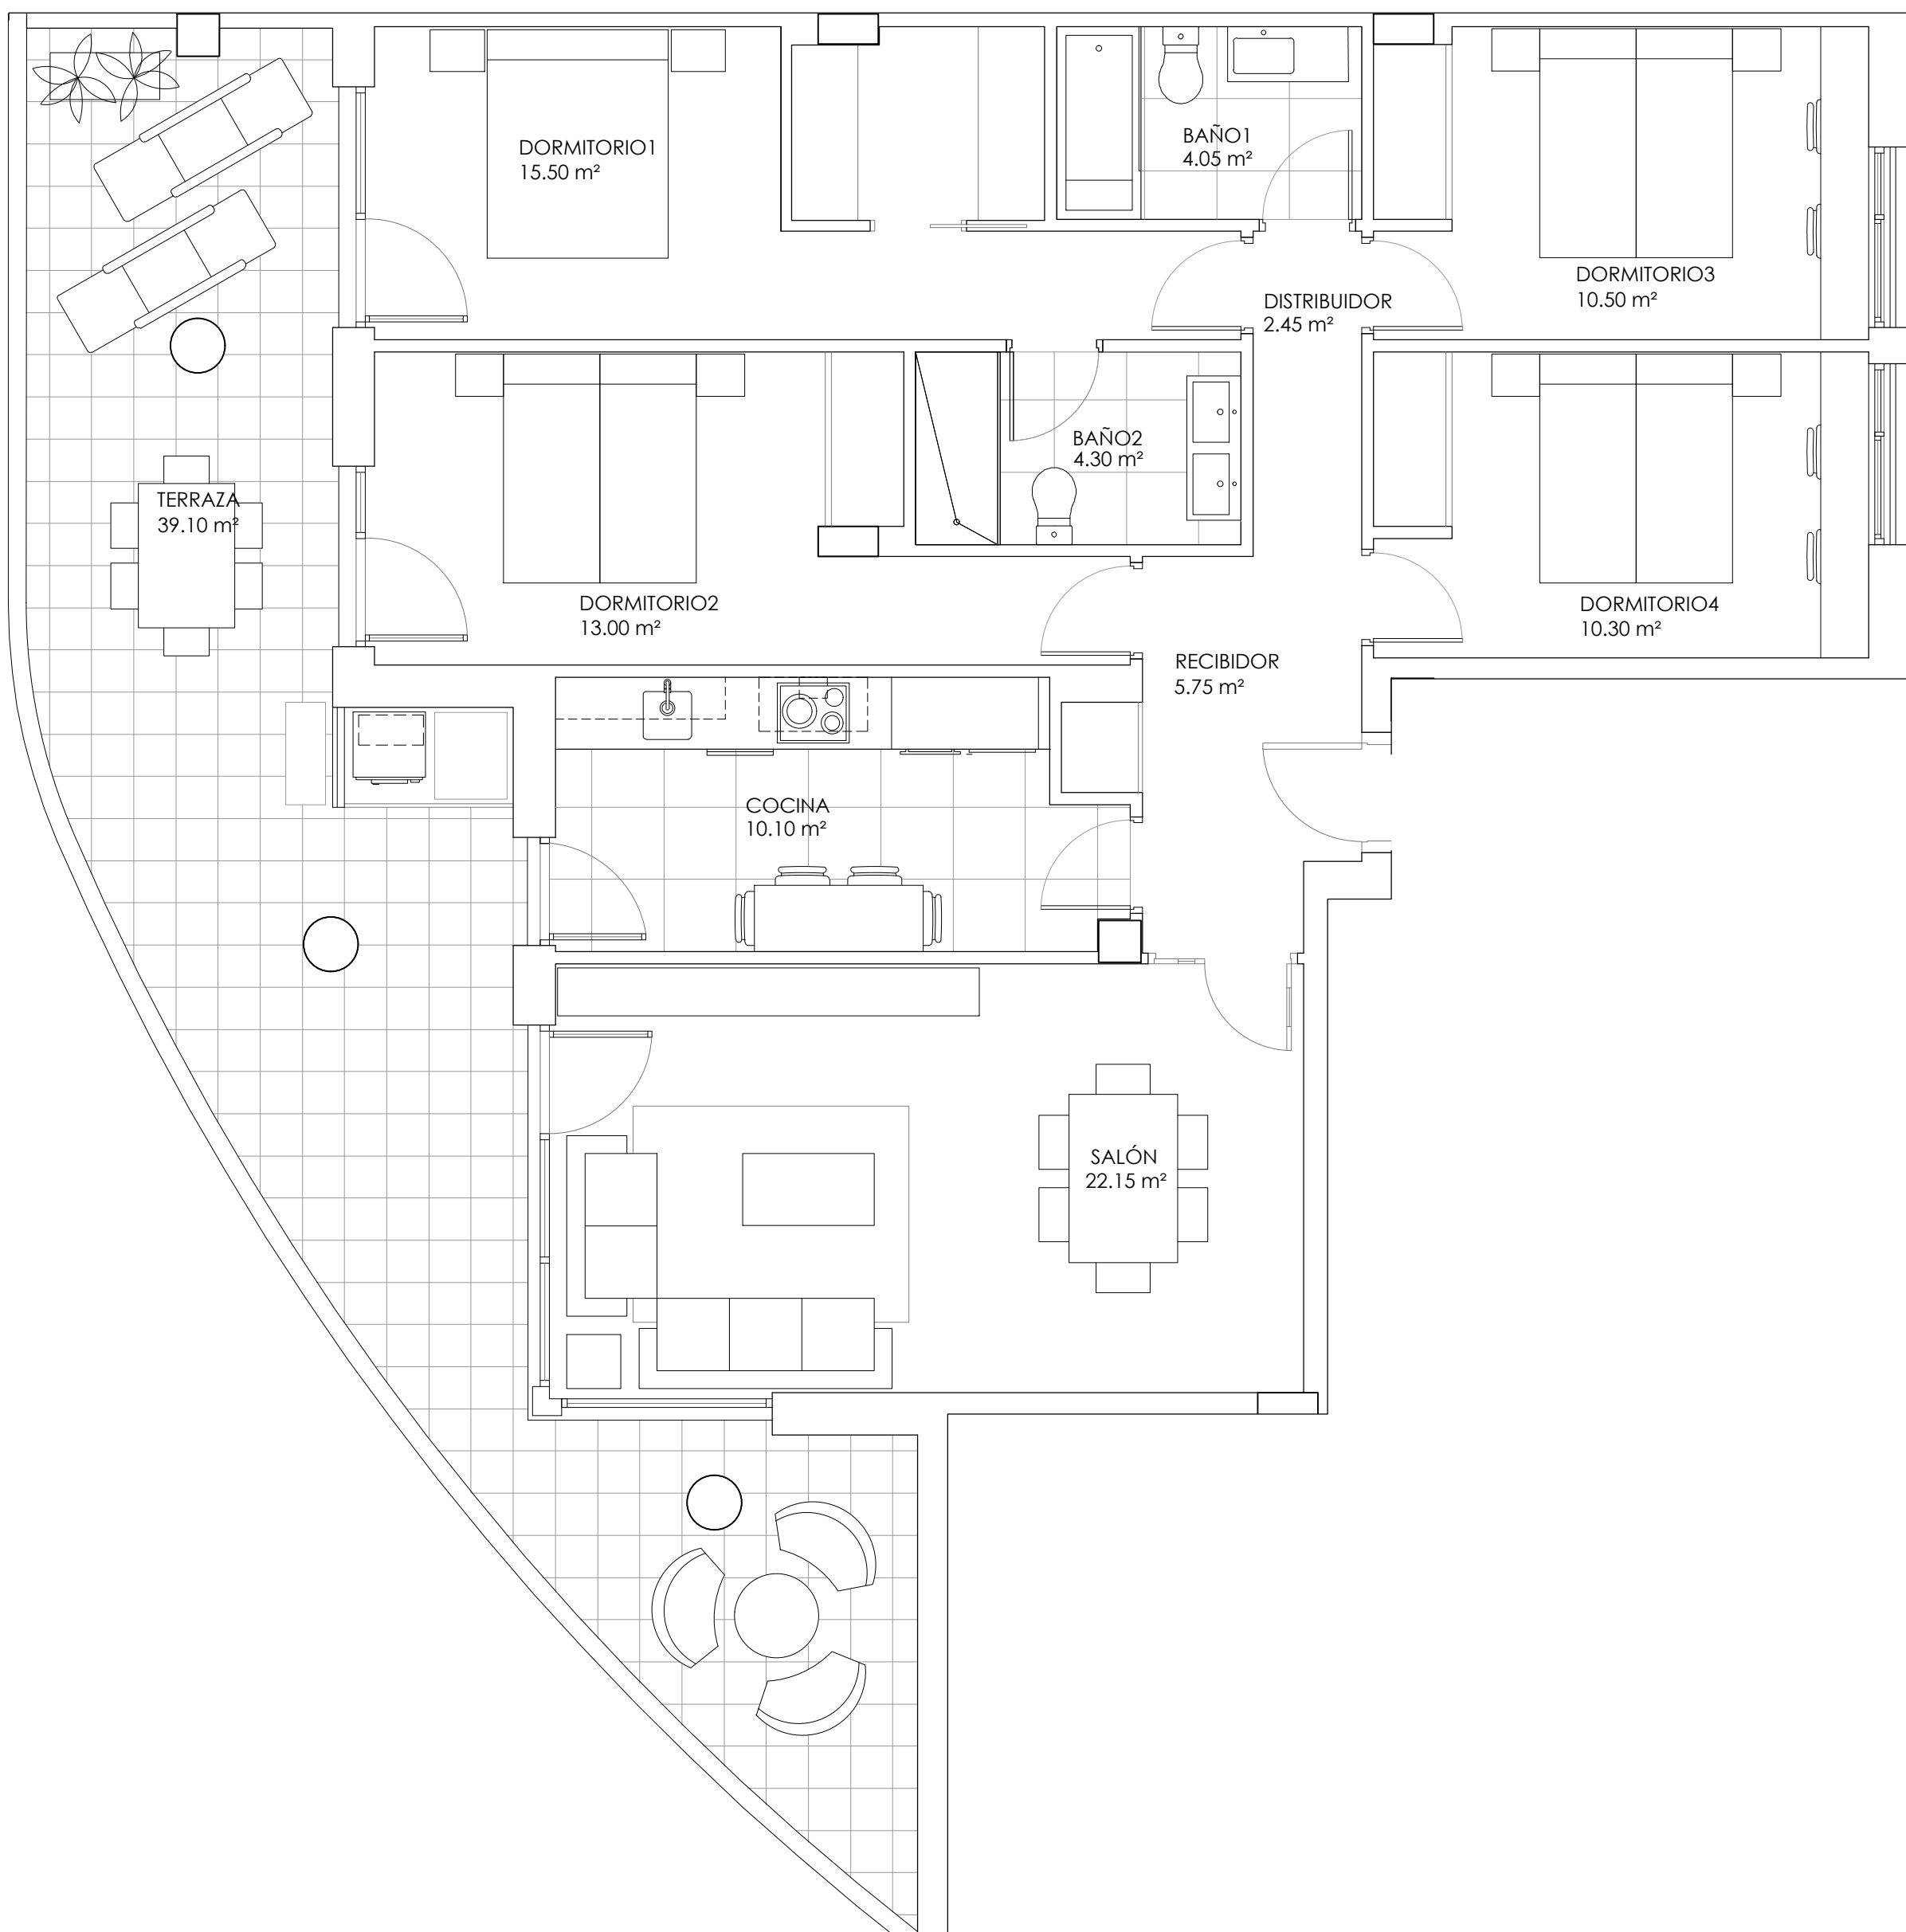 DORMITORIO1
15.50 m²
BAÑO1
4.05 m²
DORMITORIO3
10.50 m²
DISTRIBUIDOR
2.45 m²
BAÑO2
4.30 m²
TERRAZA
39.10 m²
DORMITORIO2
13.00 m²
DORMITORIO4
10.30 m²
RECIBIDOR
5.75 m²
COCINA
10.10 m²
SALÓN
22.15 m²